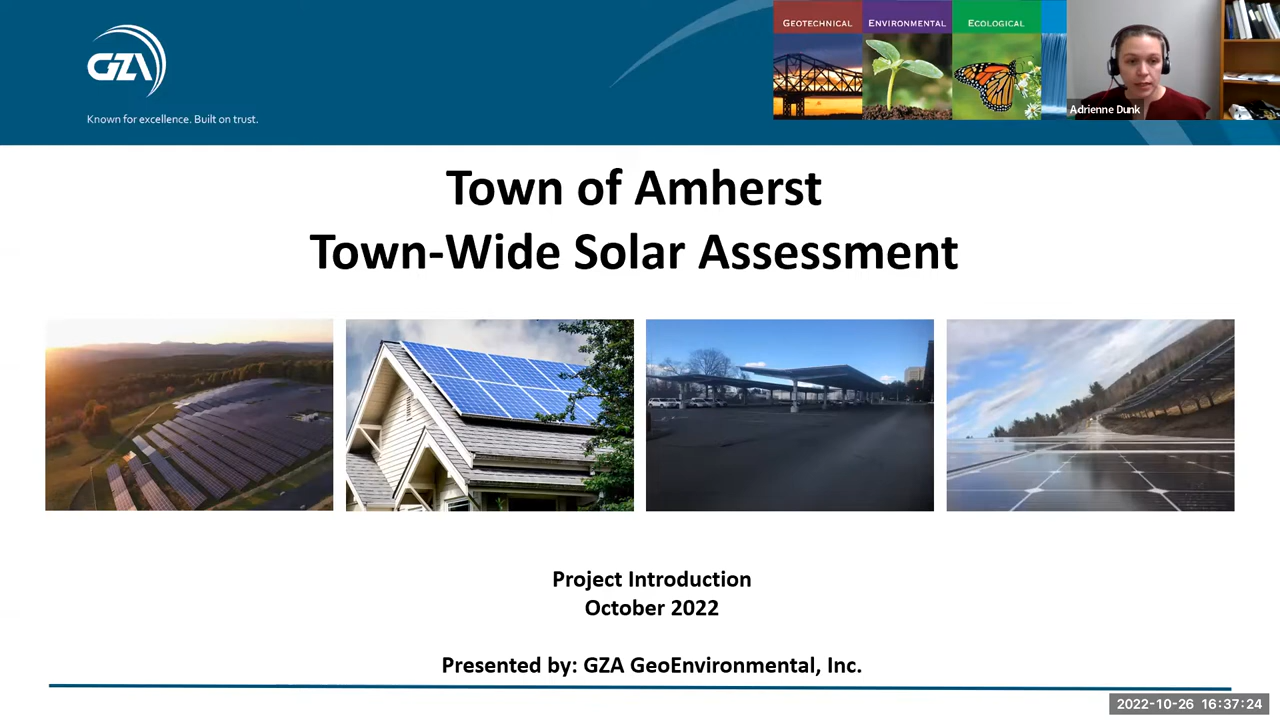 GZA
Known for excellence. Built on trust.
GEOTECHNICAL
ENVIRONMENTAL
ECOLOGICAL
Adrienne Dunk
Town of Amherst
Town-Wide Solar Assessment
Project Introduction
October 2022
Presented by: GZA GeoEnvironmental, Inc.
2022-10-26 16:37:24